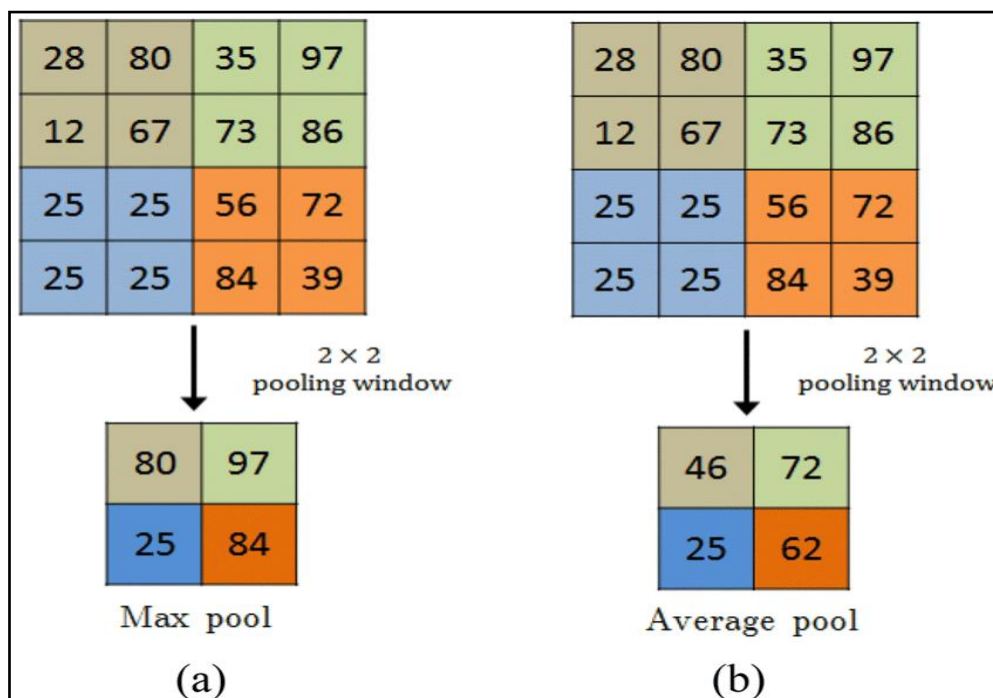 28 80 35 97
12 67 73 86
25 25 56 72
25 25 84 39
2 × 2
pooling window
80 97
25 84
Max pool
(a)
28 80 35 97
12 67 73 86
25 25 56 72
25 25 84 39
2 × 2
pooling window
46 72
25 62
Average pool
(b)